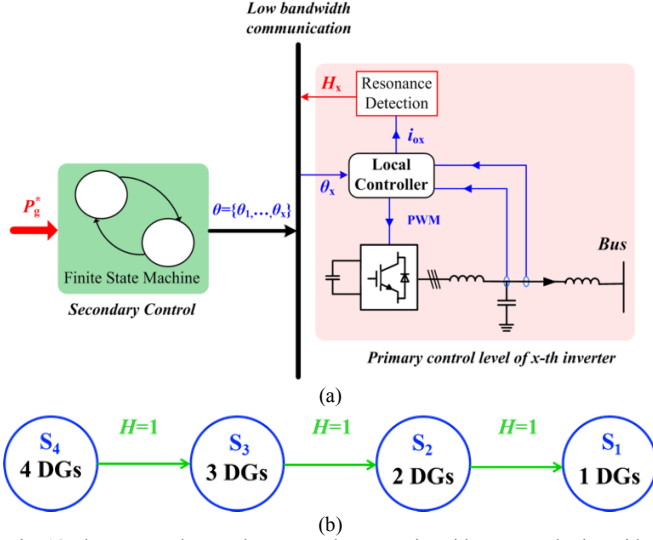 Low bandwidth
communication
Hx
Resonance
Detection
iox
Local
Controller
θx
PWM
Bus
P*g
θ={θ1,…,θx}
Finite State Machine
Secondary Control
Primary control level of x-th inverter
(a)
S4
4 DGs
H=1
S3
3 DGs
H=1
S2
2 DGs
H=1
S1
1 DGs
(b)